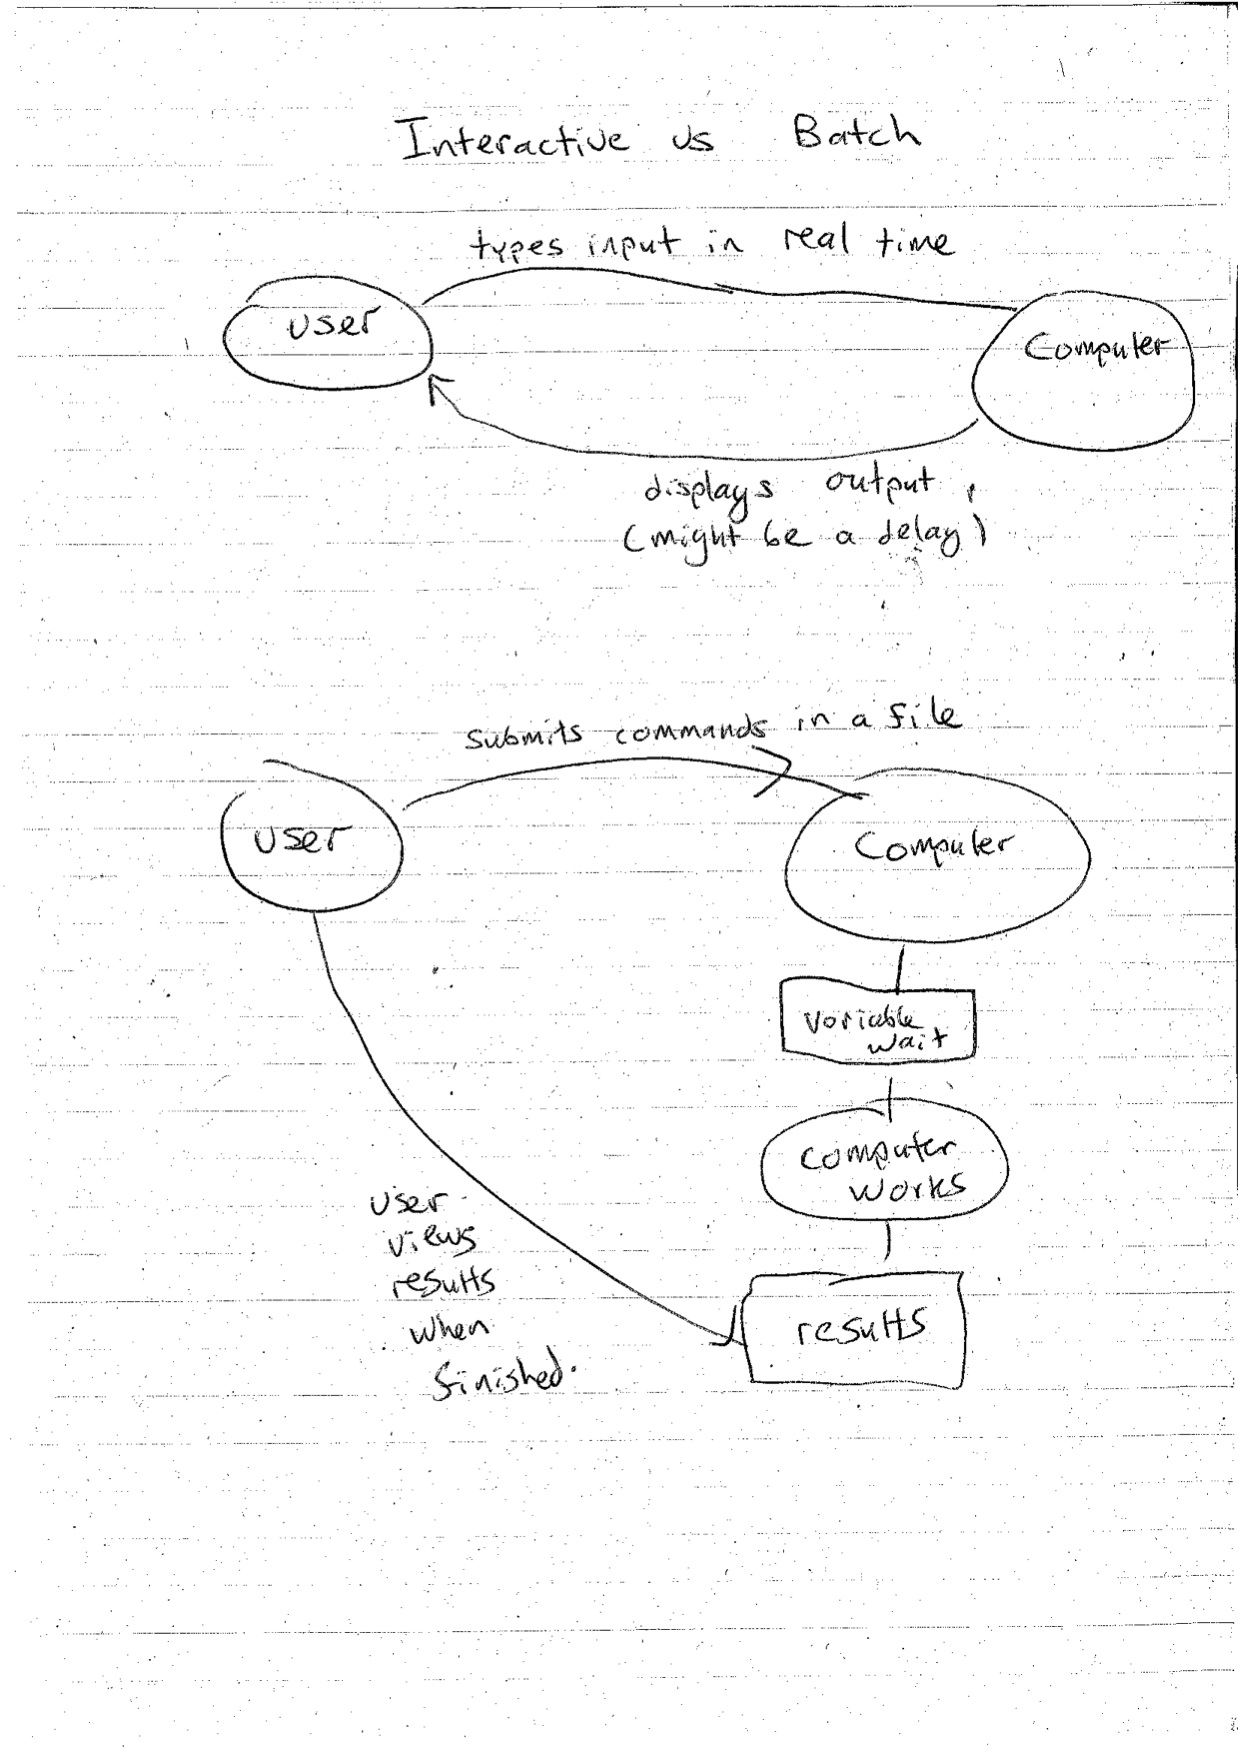 Interactive vs Batch
types input in real time
user
Computer
displays output,
(might be a delay)
submits commands in a file
user
Computer
variable
wait
computer
works
user
views
results
when
finished.
results